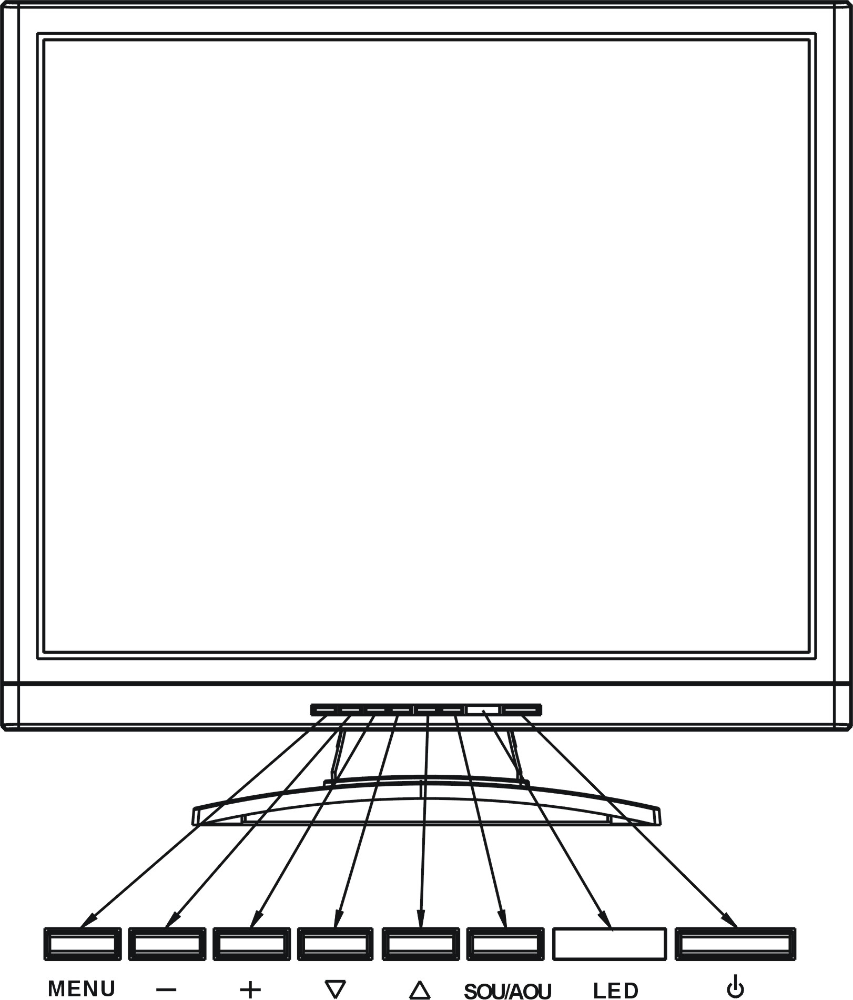 MENU − + ▽ △ SOU/AOU LED ⏻